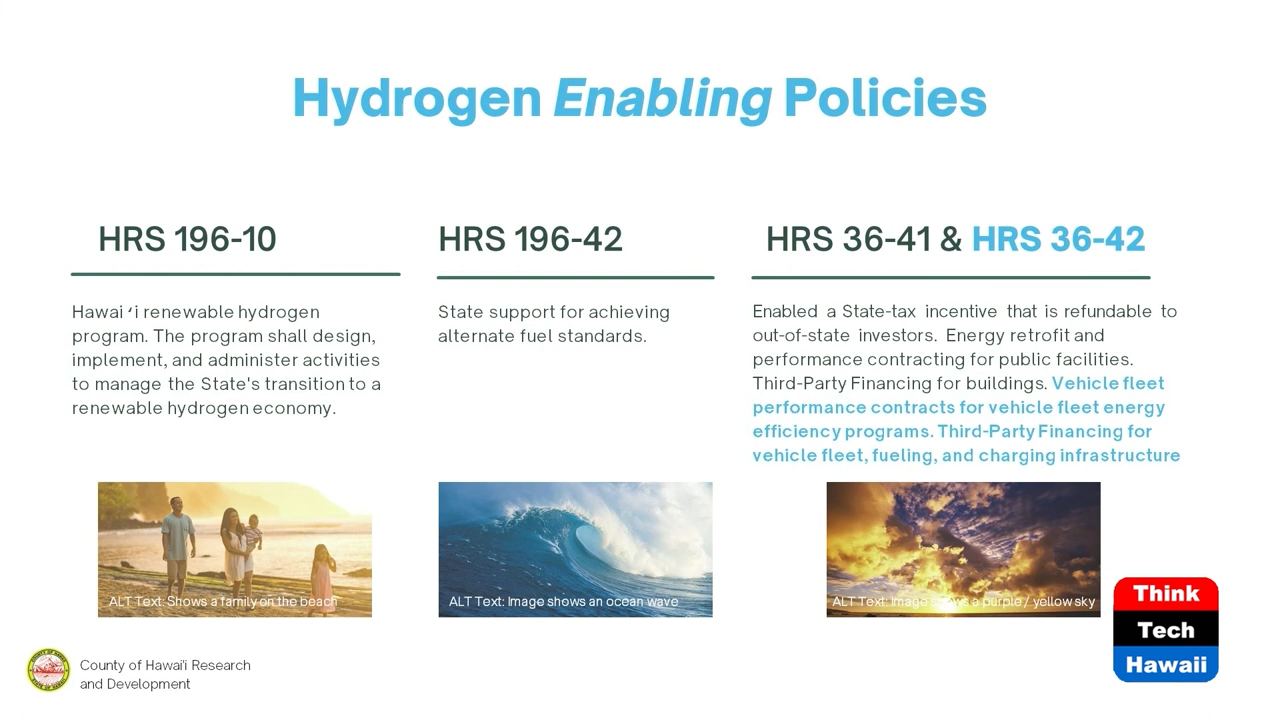 Hydrogen Enabling Policies
HRS 196-10
Hawai ʻi renewable hydrogen
program. The program shall design,
implement, and administer activities
to manage the State's transition to a
renewable hydrogen economy.
ALT Text: Shows a family on the beach
HRS 196-42
State support for achieving
alternate fuel standards.
ALT Text: Image shows an ocean wave
HRS 36-41 & HRS 36-42
Enabled a State-tax incentive that is refundable to
out-of-state investors. Energy retrofit and
performance contracting for public facilities.
Third-Party Financing for buildings. Vehicle fleet
performance contracts for vehicle fleet energy
efficiency programs. Third-Party Financing for
vehicle fleet, fueling, and charging infrastructure
ALT Text: Image shows a purple / yellow sky
County of Hawai'i Research
and Development
Think
Tech
Hawaii